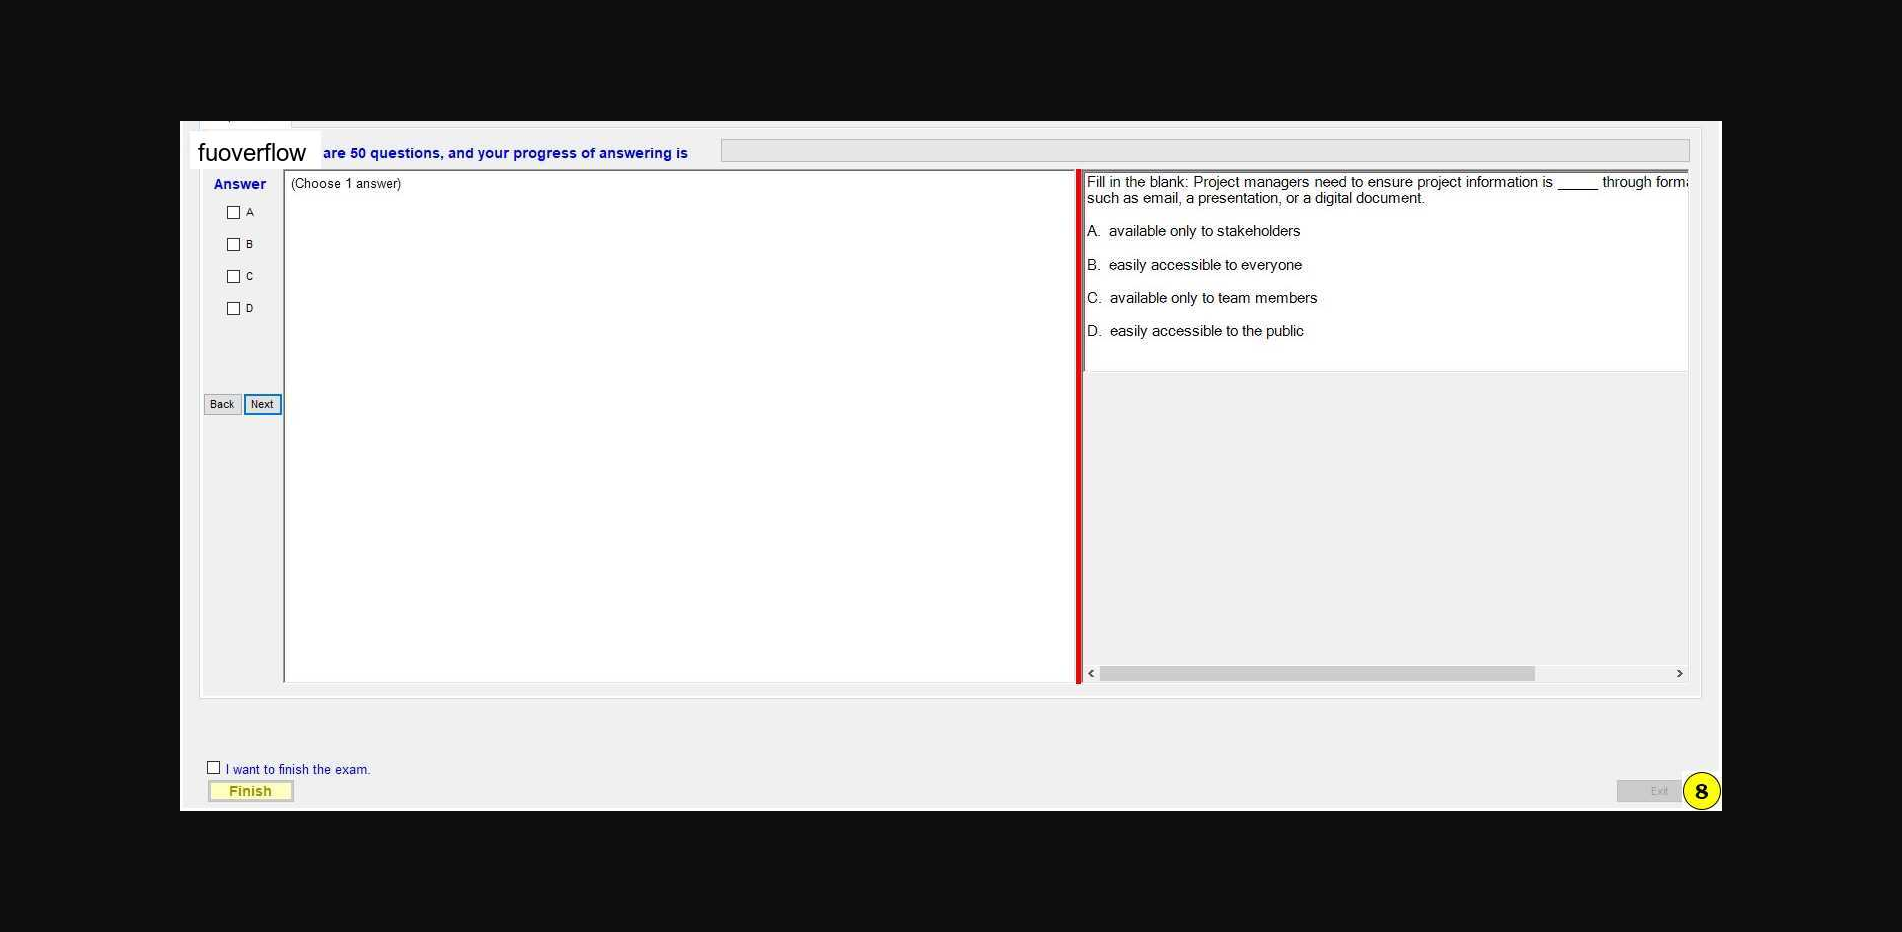 fuoverflow are 50 questions, and your progress of answering is
Answer
A
B
C
D
Back Next
(Choose 1 answer)
Fill in the blank: Project managers need to ensure project information is _____ through
such as email, a presentation, or a digital document.
A. available only to stakeholders
B. easily accessible to everyone
C. available only to team members
D. easily accessible to the public
I want to finish the exam.
Finish
Exit
8